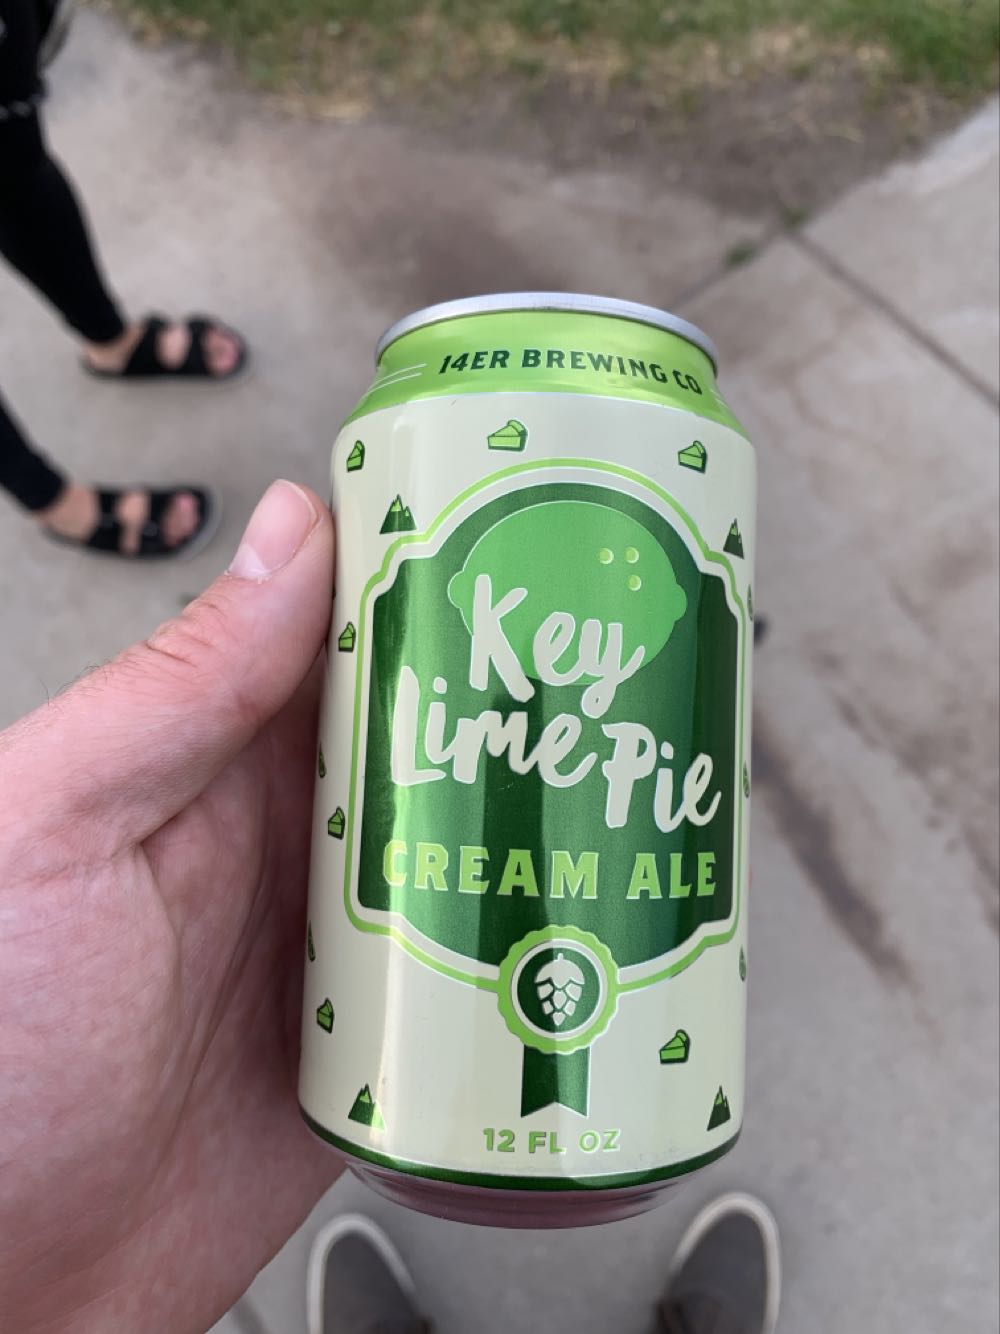 14ER BREWING CO
Key
Lime Pie
CREAM ALE
12 FL OZ